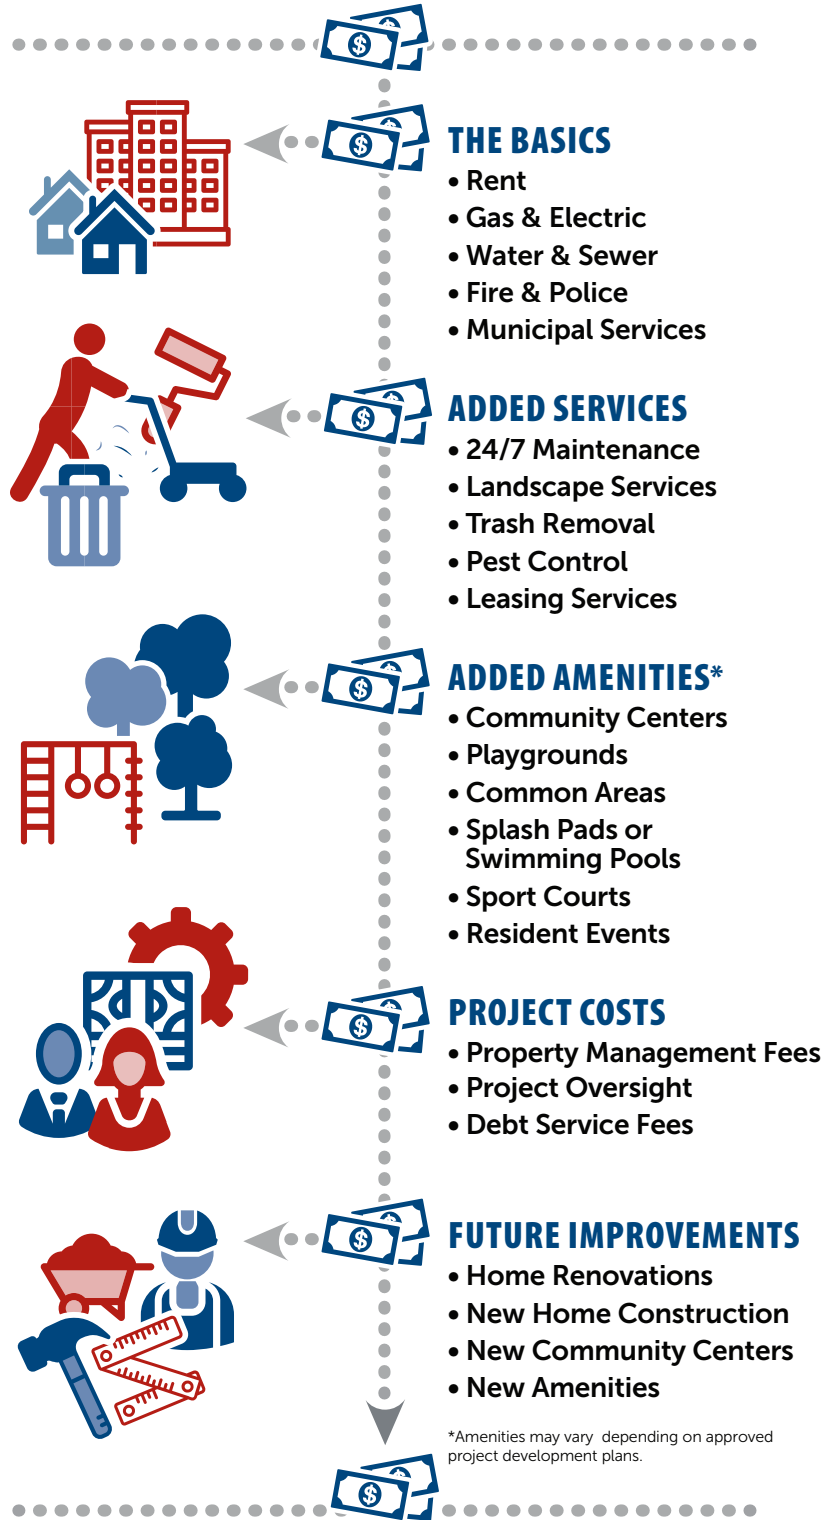 THE BASICS
• Rent
• Gas & Electric
• Water & Sewer
• Fire & Police
• Municipal Services
ADDED SERVICES
• 24/7 Maintenance
• Landscape Services
• Trash Removal
• Pest Control
• Leasing Services
ADDED AMENITIES*
• Community Centers
• Playgrounds
• Common Areas
• Splash Pads or
Swimming Pools
• Sport Courts
• Resident Events
PROJECT COSTS
• Property Management Fees
• Project Oversight
• Debt Service Fees
FUTURE IMPROVEMENTS
• Home Renovations
• New Home Construction
• New Community Centers
• New Amenities
*Amenities may vary depending on approved
project development plans.